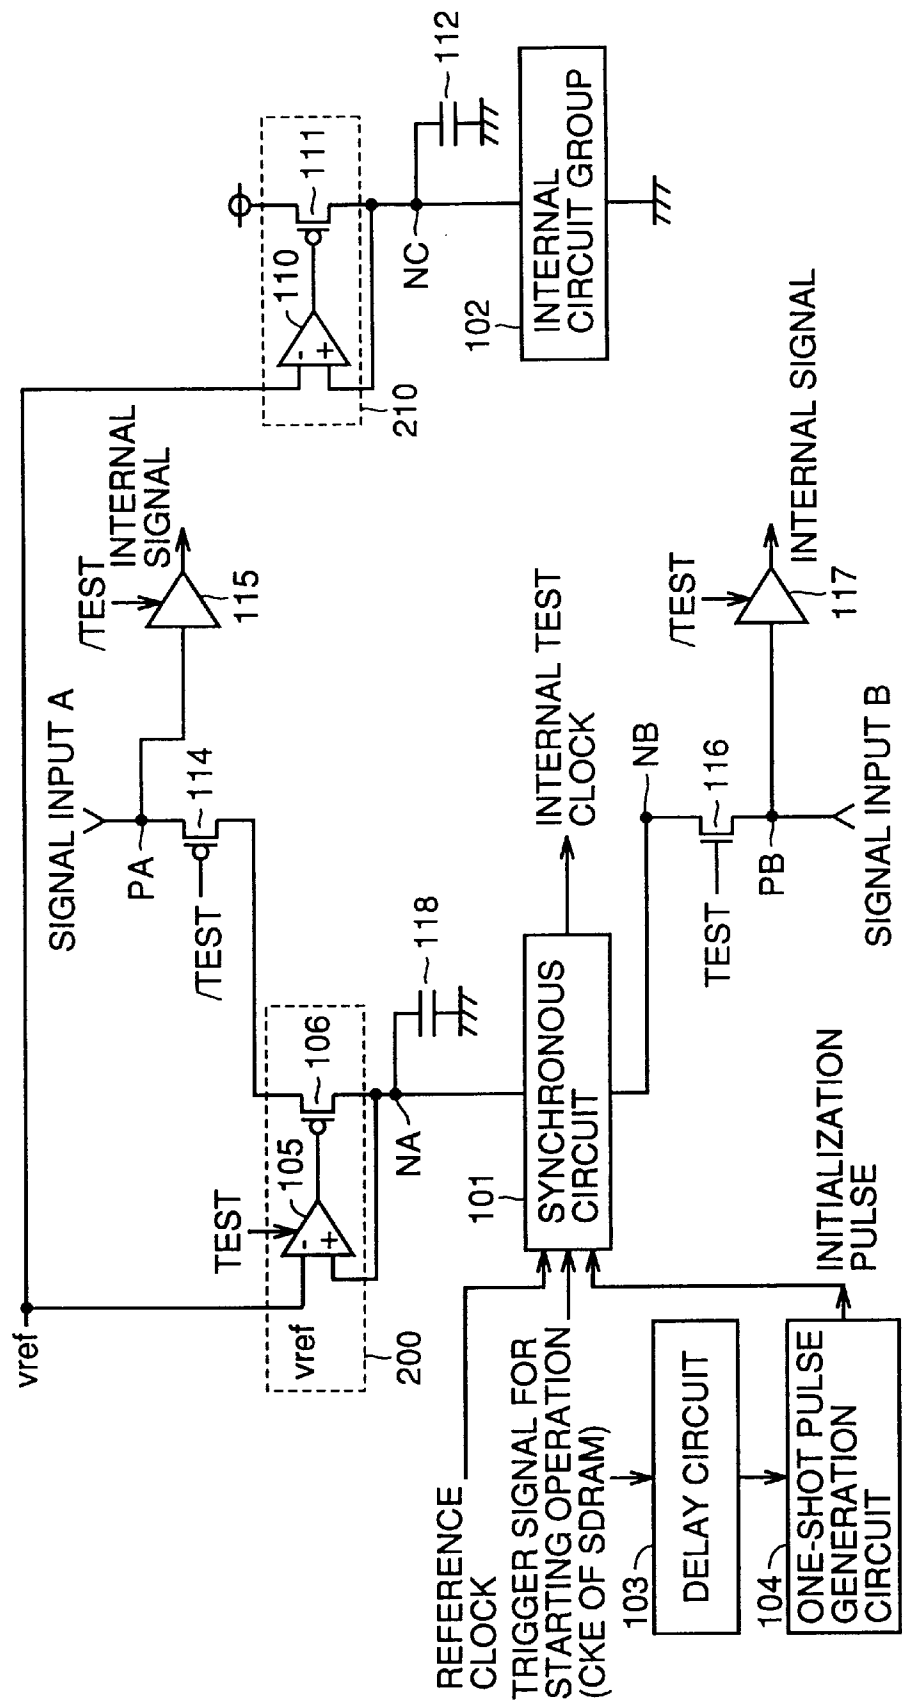 vref
SIGNAL INPUT A
PA
114
/TEST
/TEST
INTERNAL
SIGNAL
115
110
111
-
+
210
NC
112
102
INTERNAL
CIRCUIT GROUP
TEST
105
106
-
+
vref
200
NA
118
REFERENCE
CLOCK
TRIGGER SIGNAL FOR
STARTING OPERATION
(CKE OF SDRAM)
101
SYNCHRONOUS
CIRCUIT
INTERNAL TEST
CLOCK
NB
TEST
116
PB
SIGNAL INPUT B
/TEST
117
INTERNAL SIGNAL
103
DELAY CIRCUIT
104
ONE-SHOT PULSE
GENERATION
CIRCUIT
INITIALIZATION
PULSE